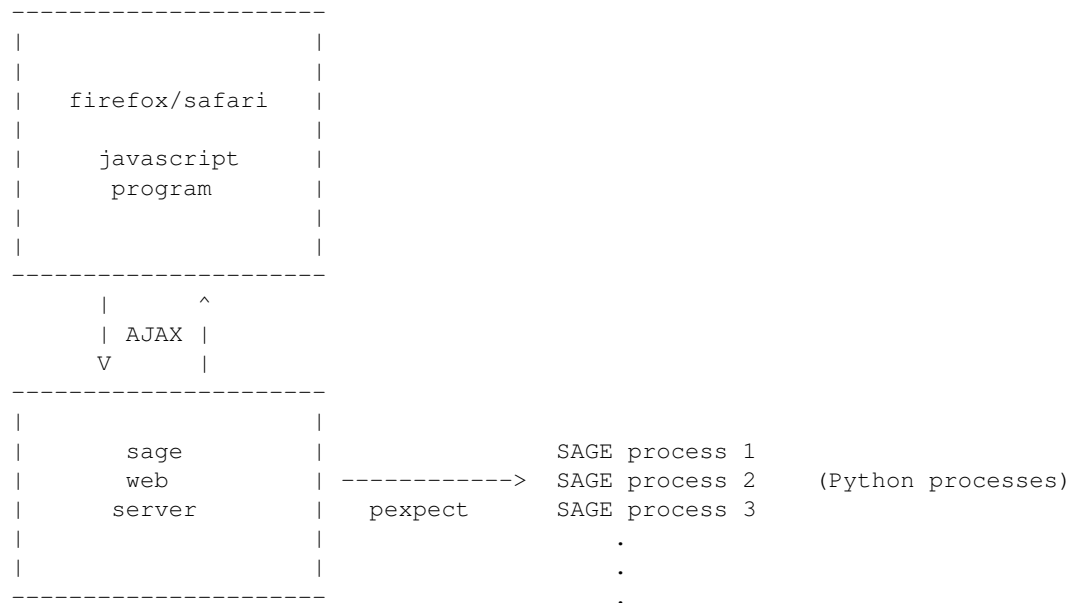 ----------------------
|                    |
|                    |
|   firefox/safari   |
|                    |
|     javascript     |
|      program       |
|                    |
|                    |
----------------------
      |      ^
      | AJAX |
      V      |
----------------------
|                    |
|       sage         |                SAGE process 1
|       web          | ------------>  SAGE process 2    (Python processes)
|      server        |   pexpect      SAGE process 3
|                    |                    .
|                    |                    .
----------------------                    .